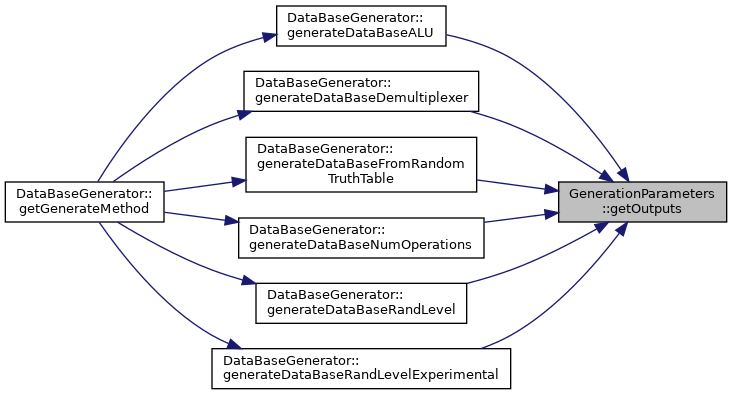 DataBaseGenerator::
generateDataBaseALU
DataBaseGenerator::
generateDataBaseDemultiplexer
DataBaseGenerator::
generateDataBaseFromRandom
TruthTable
DataBaseGenerator::
getGenerateMethod
GenerationParameters
::getOutputs
DataBaseGenerator::
generateDataBaseNumOperations
DataBaseGenerator::
generateDataBaseRandLevel
DataBaseGenerator::
generateDataBaseRandLevelExperimental